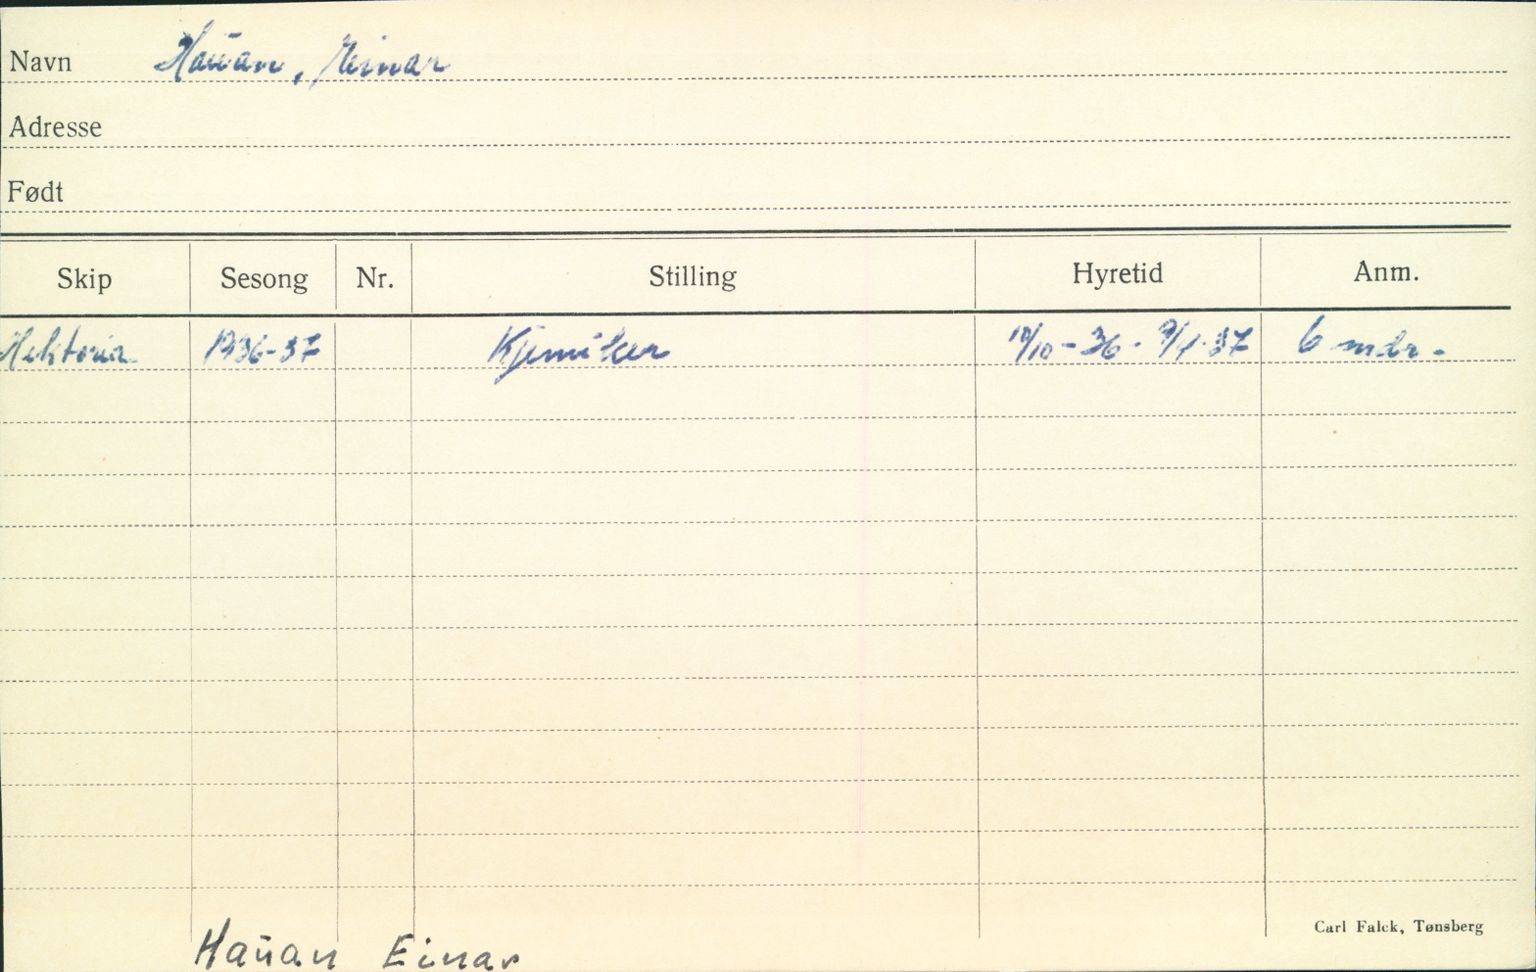 Navn Hauan, Einar
Adresse
Født
Skip Sesong Nr. Stilling Hyretid Anm.
Hektoria 1936-37 Kjemiker 10/10-36- 9/4-37 6 mdr.
Carl Falck, Tønsberg
Hauan Einar